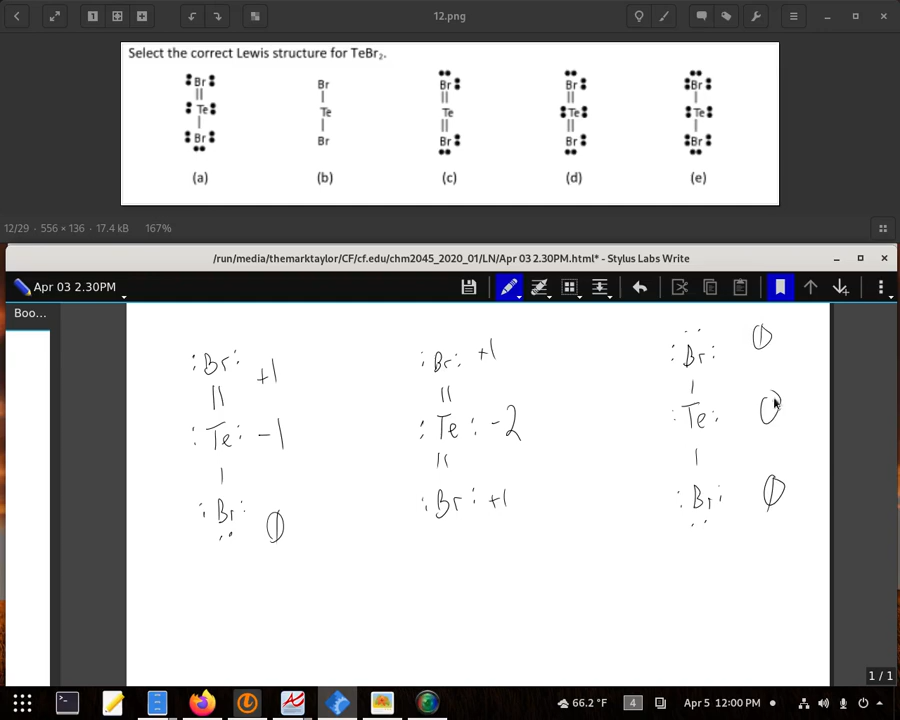 12.png
Select the correct Lewis structure for TeBr₂.
Br Br Br Br Br
Te Te Te Te Te
Br Br Br Br Br
(a) (b) (c) (d) (e)
12/29 - 556 × 136 - 17.4 kB 167%
/run/media/themarktaylor/CF/cf.edu/chm2045_2020_01/LN/Apr 03 2.30PM.html* - Stylus Labs Write
Apr 03 2.30PM
Boo...
:Br: +1 :Br: +1 :Br: 0
:Te: -1 :Te: -2 :Te: 0
:Br: 0 :Br: +1 :Br: 0
1 / 1
66.2 °F 4 Apr 5 12:00 PM